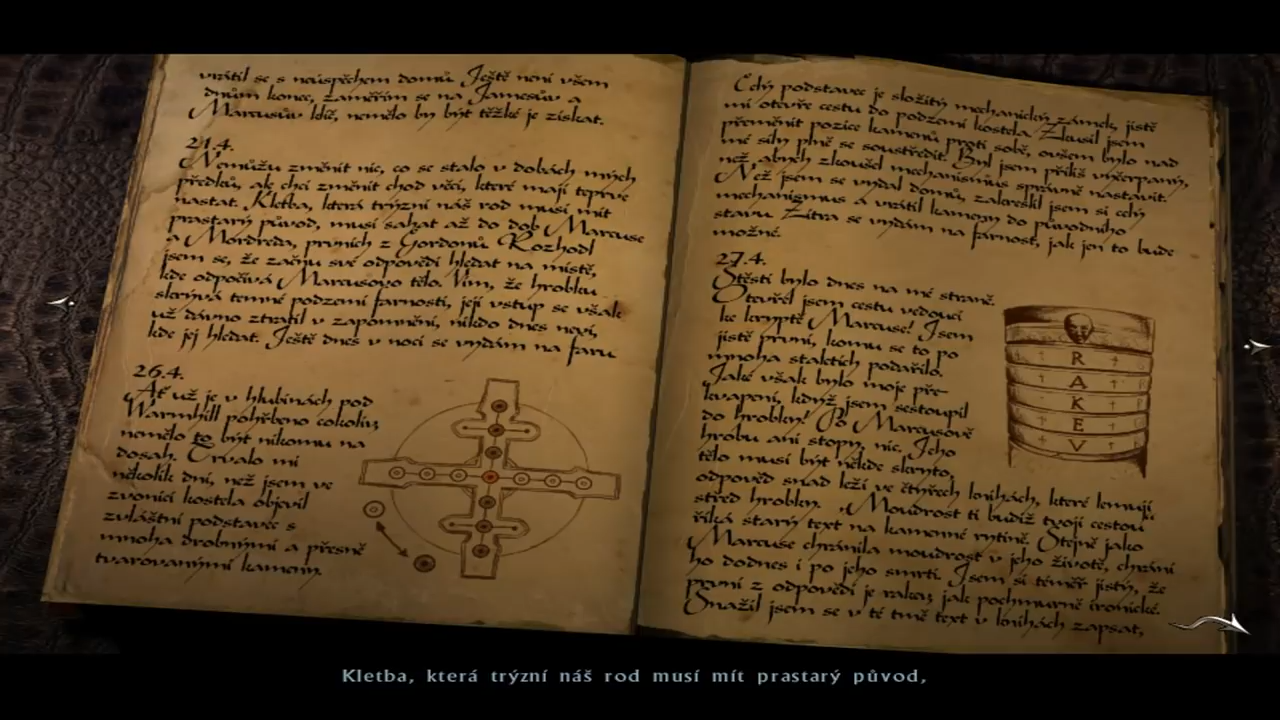 vrátil se s neúspěchem domů. Ještě není všem
dnům konec, zaměřím se na Jamesův a
Marcusův klíč, nemělo by být těžké je získat.
21.4.
Nemůžu změnit nic, co se stalo v dobách mých
předků, ale chci změnit chod věcí, které mají teprve
nastat. Kletba, která trýzní náš rod musí mít
prastarý původ, musí sahat až do dob Marcuse
a Mordreda, prvních z Gordonů. Rozhodl
jsem se, že začnu své odpovědi hledat na místě,
kde odpočívá Marcusovo tělo. Vím, že hrobku
skrývá temné podzemí farnosti, její vstup se však
už dávno ztratil v zapomnění, nikdo dnes neví,
kde jej hledat. Ještě dnes v noci se vydám na faru
26.4.
Ať už je v hlubinách pod
Warmhill pohřbeno cokoliv,
nemělo to být nikomu na
dosah. Trvalo mi
několik dní, než jsem ve
zvonici kostela objevil
zvláštní podstavec s
mnoha drobnými a přesně
tvarovanými kameny.
Celý podstavec je složitý mechanický zámek, jistě
mi otevře cestu do podzemí kostela. Zkusil jsem
přeměnit pozice kamenů proti sobě, ovšem bylo nad
mé síly plně se soustředit. Byl jsem příliš vyčerpaný,
než abych zkoušel mechanismus správně nastavit.
Než jsem se vydal domů, zakreslil jsem si celý
mechanismus a vrátil kameny do původního
stavu. Zítra se vydám na farnost, jak jen to bude
možné.
27.4.
Štěstí bylo dnes na mé straně.
Otevřel jsem cestu vedoucí
ke kryptě Marcuse! Jsem
jistě první, komu se to po
mnoha staletích podařilo.
Jaké však bylo moje pře-
kvapení, když jsem sestoupil
do hrobky! Po Marcusově
hrobu ani stopy, nic. Jeho
tělo musí být někde skryto,
odpověď snad leží ve čtyřech knihách, které lemují
střed hrobky. „Moudrost ti budiž tvojí cestou“
říká starý text na kamenné rytině. Stejně jako
Marcuse chránila moudrost v jeho životě, chrání
ho dodnes i po jeho smrti. Jsem si téměř jistý, že
první z odpovědí je rakev, jak pochmurně ironické.
Snažil jsem se v té tmě text v knihách zapsat,
R
A
K
E
V
Kletba, která trýzní náš rod musí mít prastarý původ,